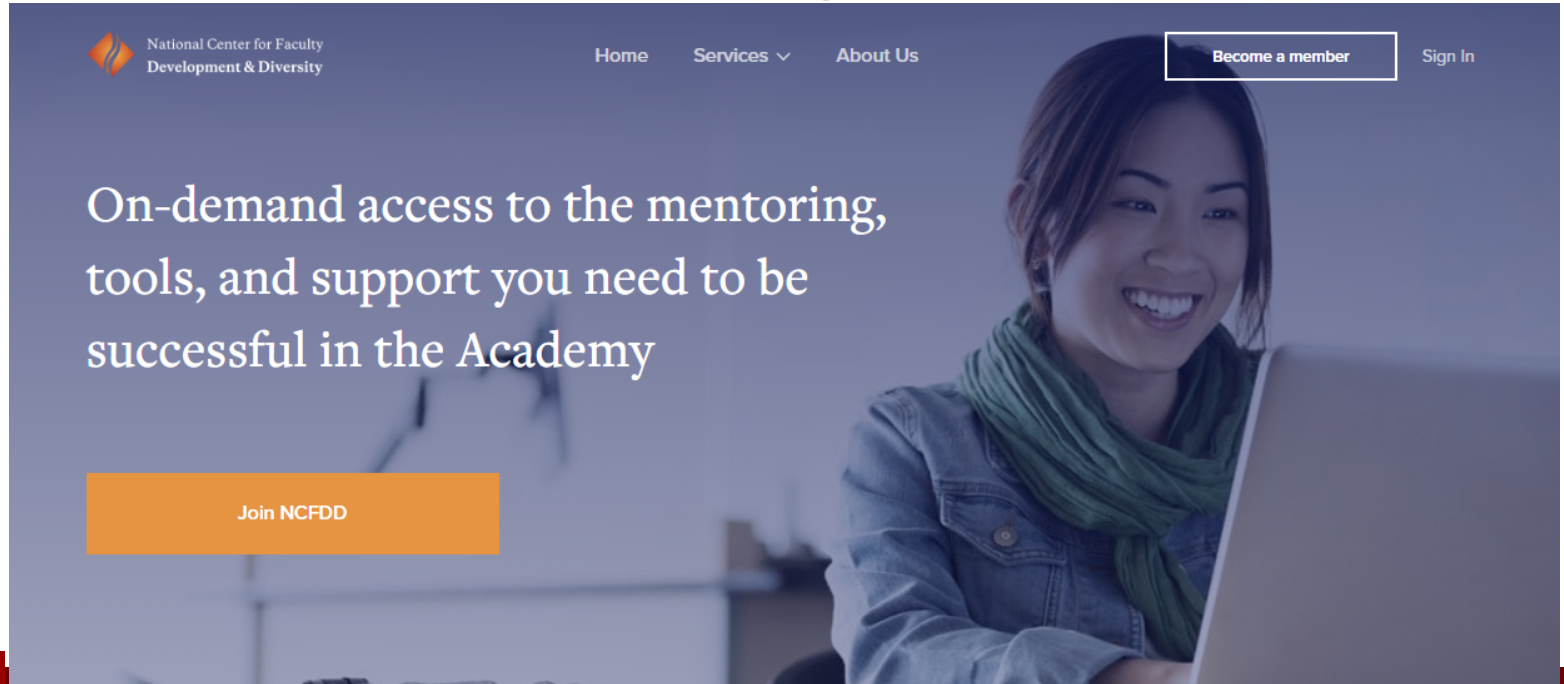 National Center for Faculty
Development & Diversity
Home
Services
About Us
Become a member
Sign In
On-demand access to the mentoring,
tools, and support you need to be
successful in the Academy
Join NCFDD